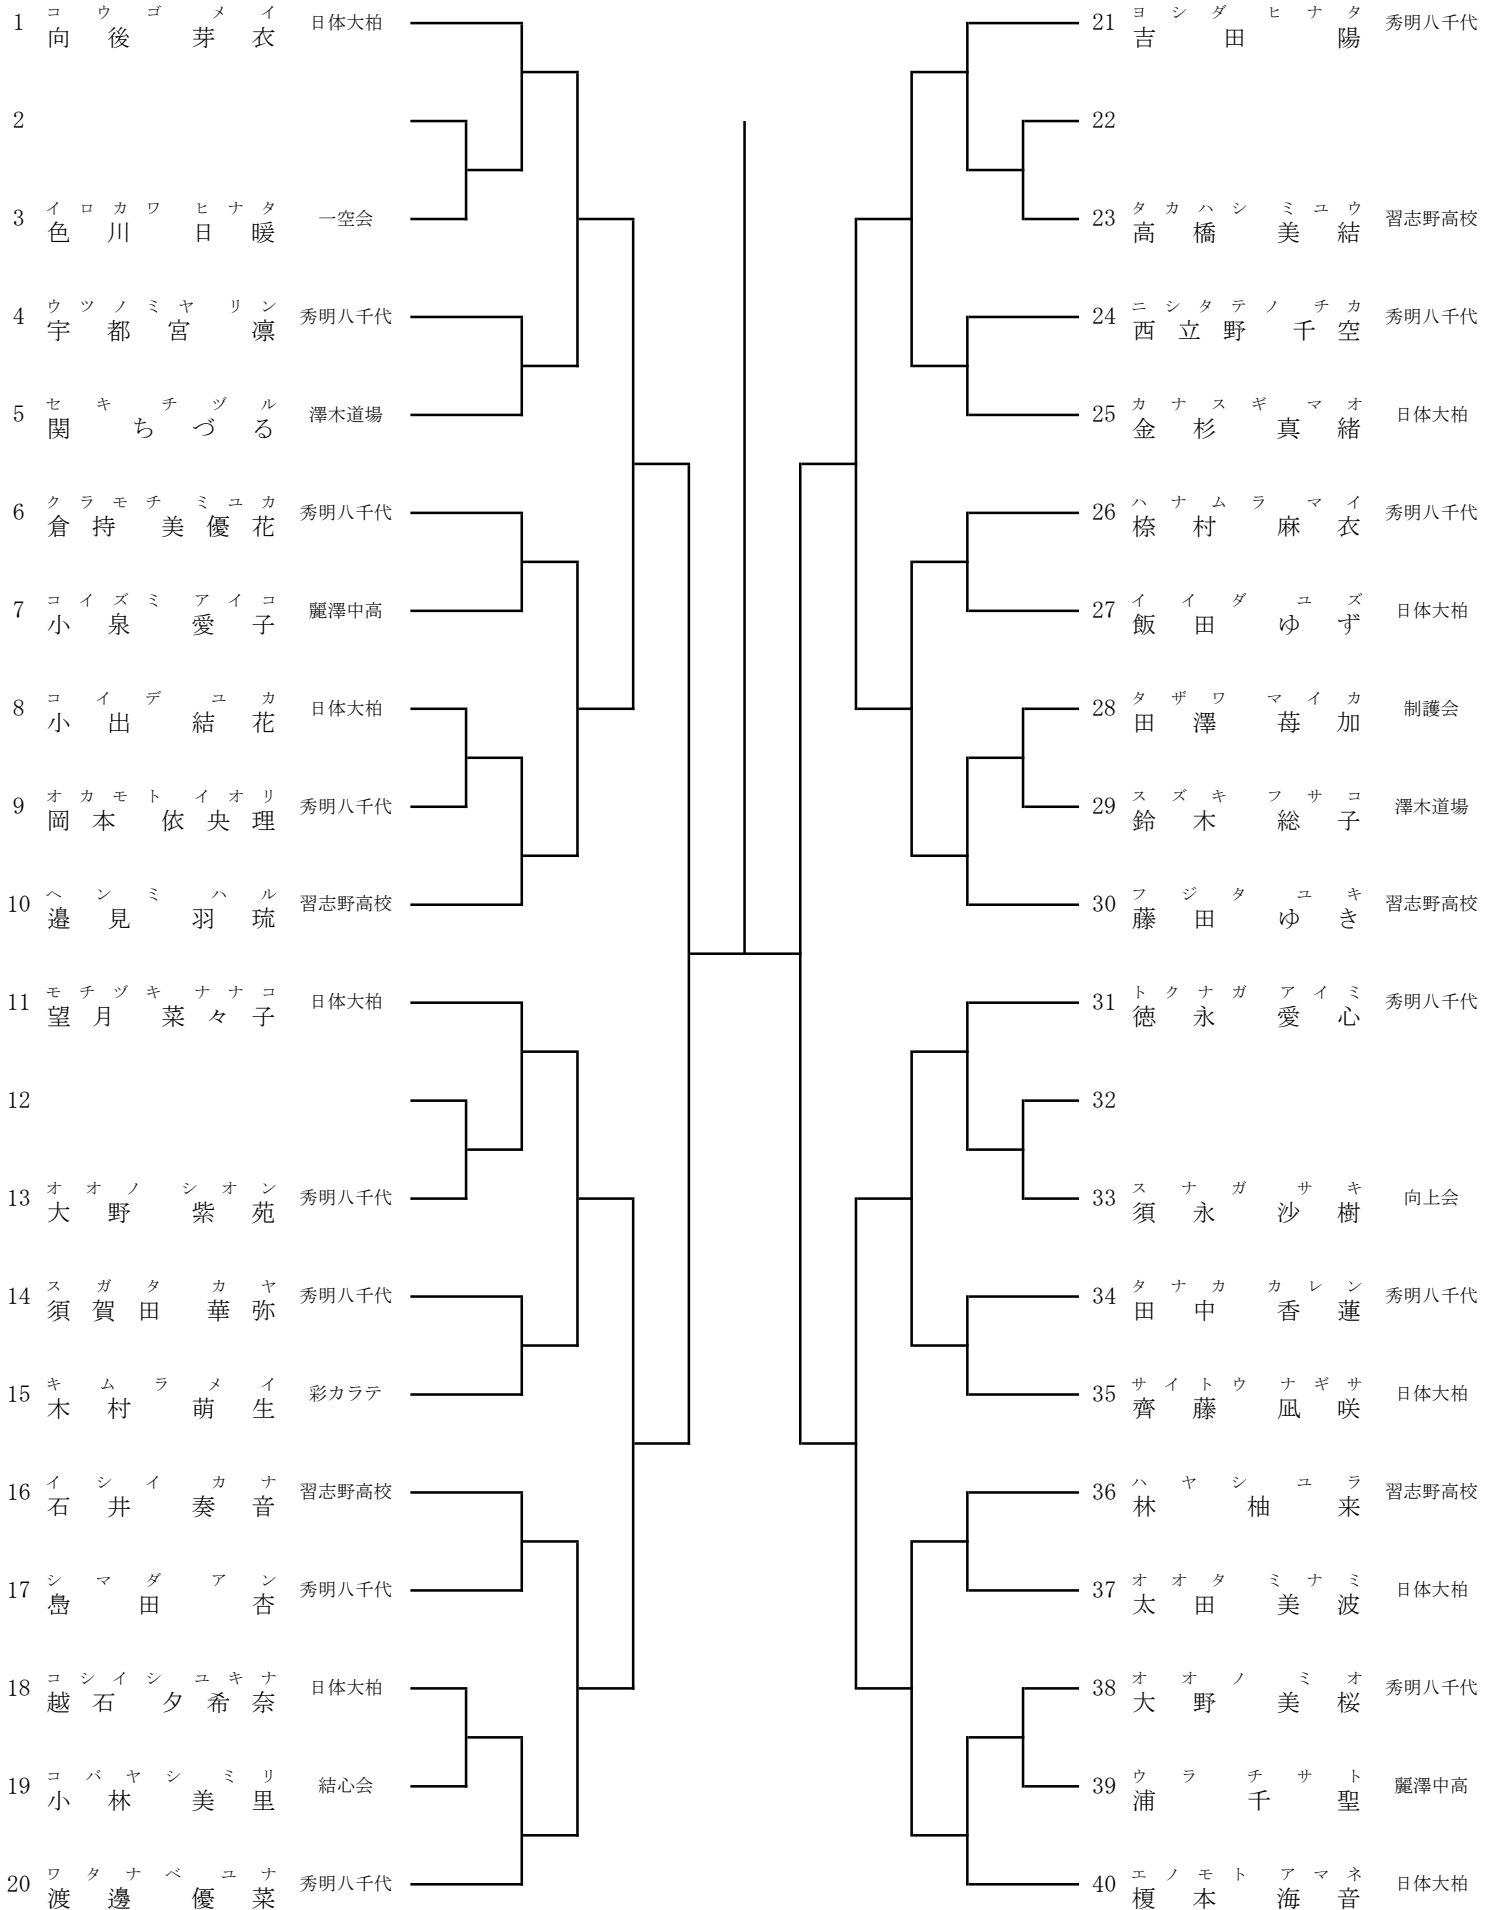 コウゴ メイ
1 向後 芽衣 日体大柏
2
イロカワ ヒナタ
3 色川 日暖 一空会
ウツノミヤ リン
4 宇都宮 凛 秀明八千代
セキ チヅル
5 関 ちづる 澤木道場
クラモチ ミユカ
6 倉持 美優花 秀明八千代
コイズミ アイコ
7 小泉 愛子 麗澤中高
コイデ ユカ
8 小出 結花 日体大柏
オカモト イオリ
9 岡本 依央理 秀明八千代
ヘンミ ハル
10 邉見 羽琉 習志野高校
モチヅキ ナナコ
11 望月 菜々子 日体大柏
12
オオノ シオン
13 大野 紫苑 秀明八千代
スガタ カヤ
14 須賀田 華弥 秀明八千代
キムラ メイ
15 木村 萌生 彩カラテ
イシイ カナ
16 石井 奏音 習志野高校
シマダ アン
17 嶌田 杏 秀明八千代
コシイシ ユキナ
18 越石 夕希奈 日体大柏
コバヤシ ミリ
19 小林 美里 結心会
ワタナベ ユナ
20 渡邊 優菜 秀明八千代
ヨシダ ヒナタ
21 吉田 陽 秀明八千代
22
タカハシ ミユウ
23 高橋 美結 習志野高校
ニシタテノ チカ
24 西立野 千空 秀明八千代
カナスギ マオ
25 金杉 真緒 日体大柏
ハナムラ マイ
26 椂村 麻衣 秀明八千代
イイダ ユズ
27 飯田 ゆず 日体大柏
タザワ マイカ
28 田澤 苺加 制護会
スズキ フサコ
29 鈴木 総子 澤木道場
フジタ ユキ
30 藤田 ゆき 習志野高校
トクナガ アイミ
31 徳永 愛心 秀明八千代
32
スナガ サキ
33 須永 沙樹 向上会
タナカ カレン
34 田中 香蓮 秀明八千代
サイトウ ナギサ
35 齊藤 凪咲 日体大柏
ハヤシ ユラ
36 林 柚来 習志野高校
オオタ ミナミ
37 太田 美波 日体大柏
オオノ ミオ
38 大野 美桜 秀明八千代
ウラ チサト
39 浦 千聖 麗澤中高
エノモト アマネ
40 榎本 海音 日体大柏